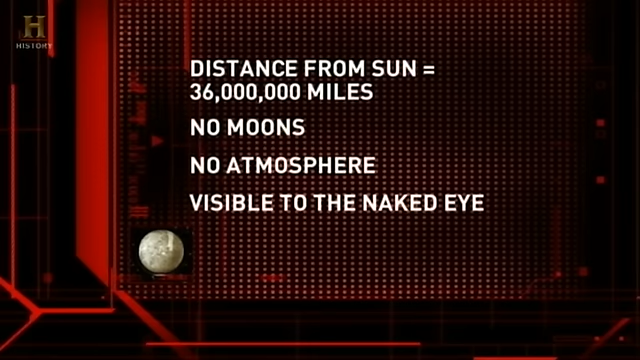 H
HISTORY
DISTANCE FROM SUN =
36,000,000 MILES
NO MOONS
NO ATMOSPHERE
VISIBLE TO THE NAKED EYE